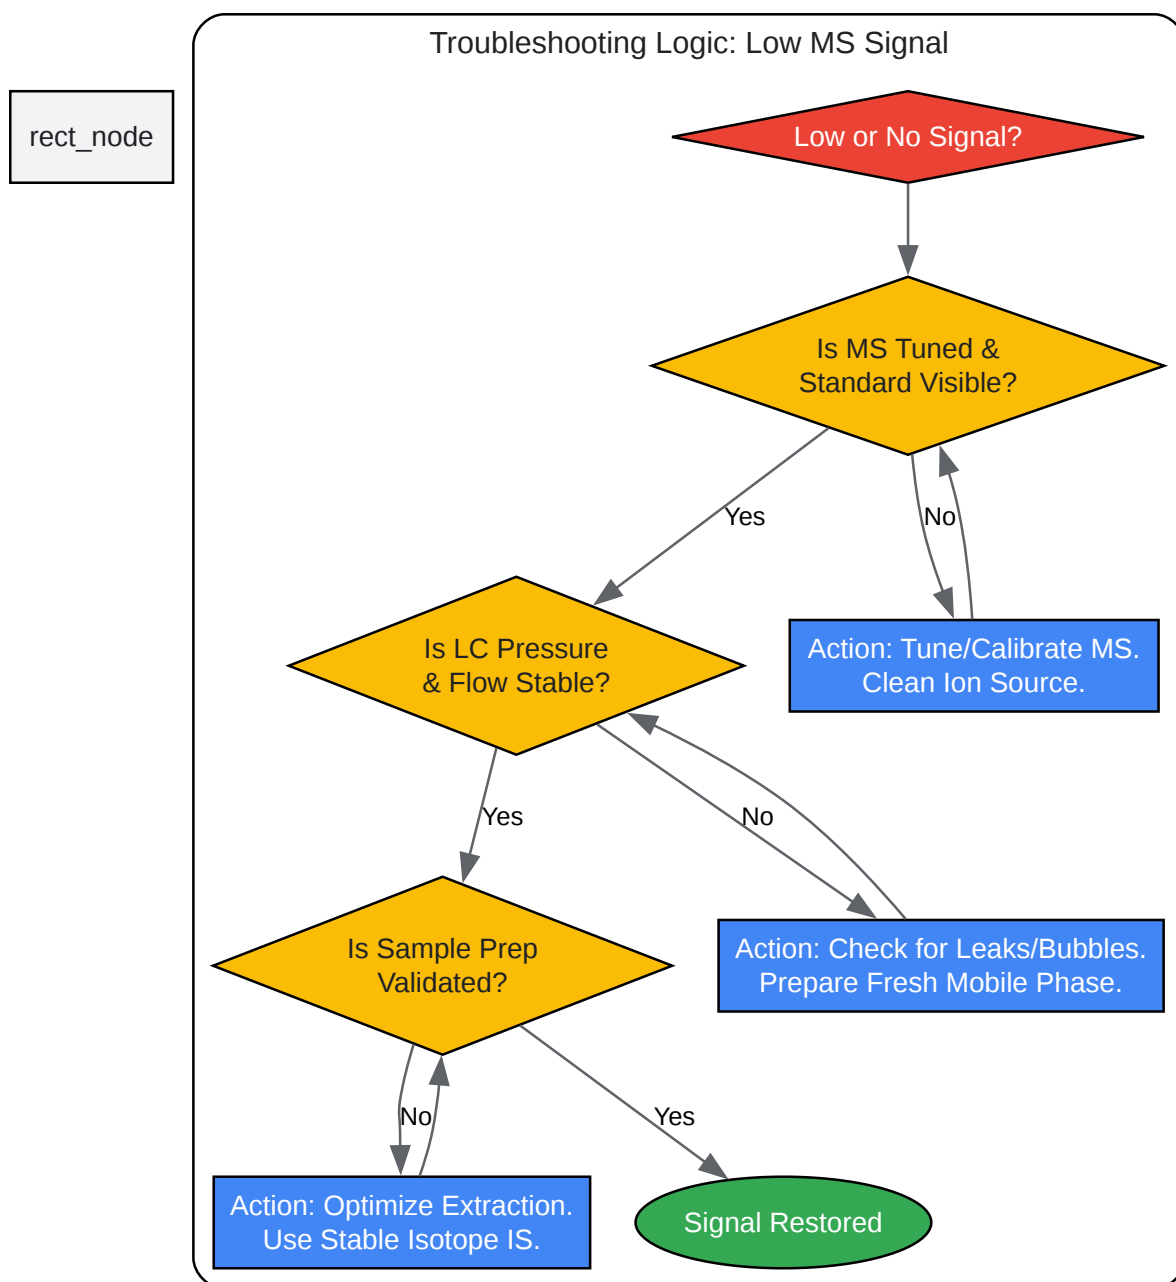 Troubleshooting Logic: Low MS Signal
rect_node
Low or No Signal?
Is MS Tuned &
Standard Visible?
Yes
No
Is LC Pressure
& Flow Stable?
Action: Tune/Calibrate MS.
Clean Ion Source.
Yes
No
Is Sample Prep
Validated?
Action: Check for Leaks/Bubbles.
Prepare Fresh Mobile Phase.
No
Yes
Action: Optimize Extraction.
Use Stable Isotope IS.
Signal Restored